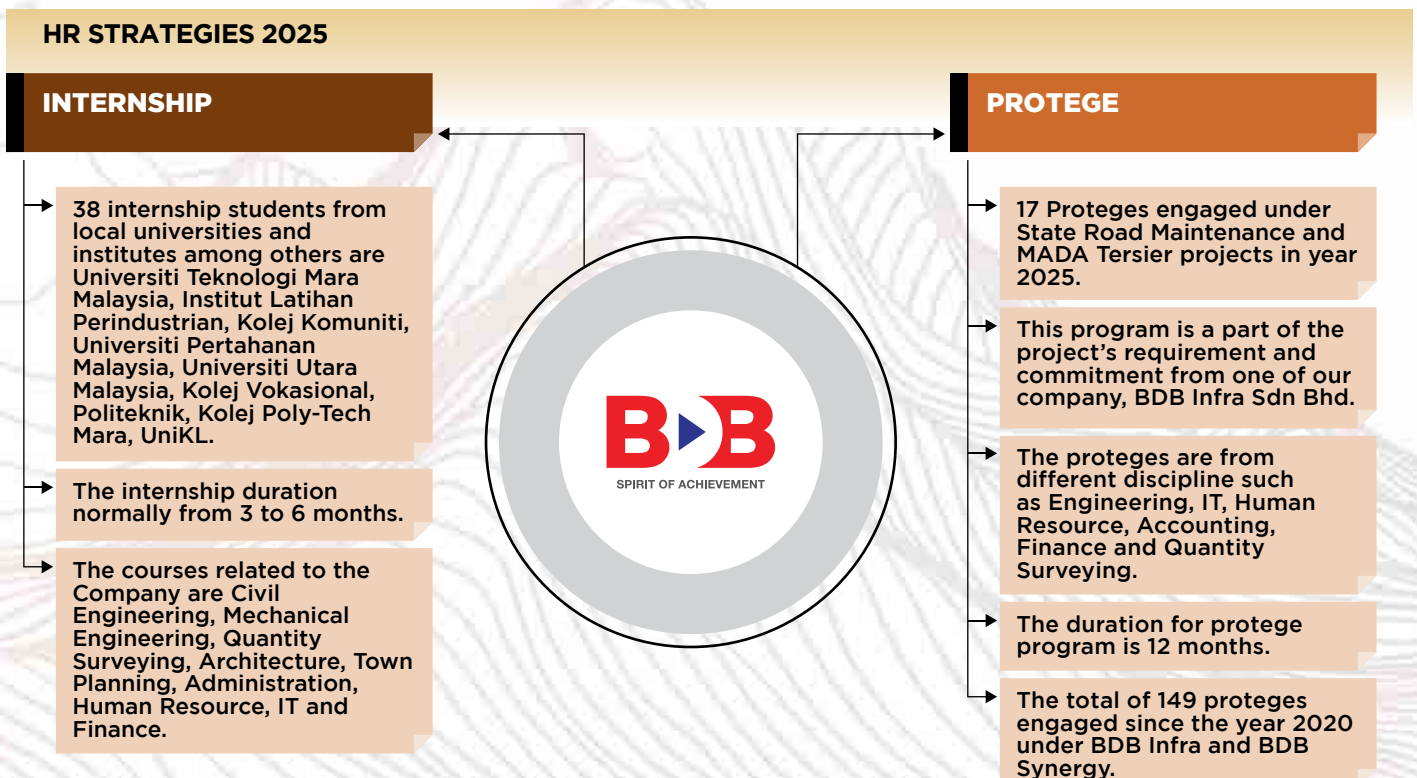 HR STRATEGIES 2025
INTERNSHIP
38 internship students from
local universities and
institutes among others are
Universiti Teknologi Mara
Malaysia, Institut Latihan
Perindustrian, Kolej Komuniti,
Universiti Pertahanan
Malaysia, Universiti Utara
Malaysia, Kolej Vokasional,
Politeknik, Kolej Poly-Tech
Mara, UniKL.
The internship duration
normally from 3 to 6 months.
The courses related to the
Company are Civil
Engineering, Mechanical
Engineering, Quantity
Surveying, Architecture, Town
Planning, Administration,
Human Resource, IT and
Finance.
BDB
SPIRIT OF ACHIEVEMENT
PROTEGE
17 Proteges engaged under
State Road Maintenance and
MADA Tersier projects in year
2025.
This program is a part of the
project's requirement and
commitment from one of our
company, BDB Infra Sdn Bhd.
The proteges are from
different discipline such
as Engineering, IT, Human
Resource, Accounting,
Finance and Quantity
Surveying.
The duration for protege
program is 12 months.
The total of 149 proteges
engaged since the year 2020
under BDB Infra and BDB
Synergy.